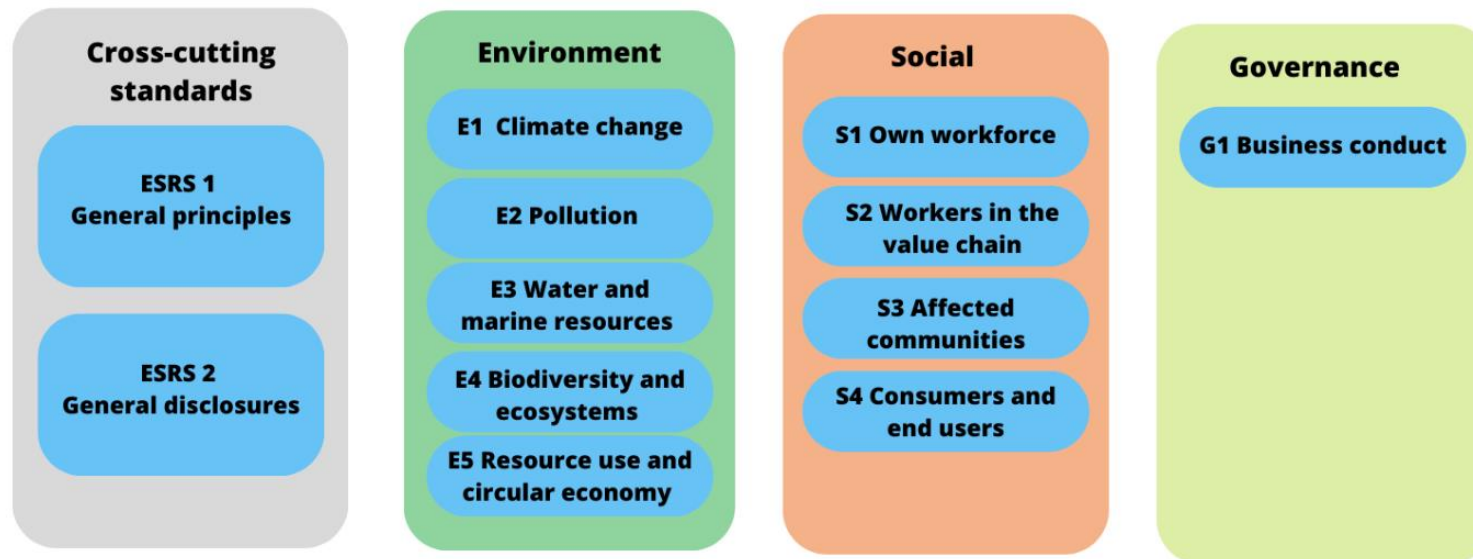 Cross-cutting
standards
ESRS 1
General principles
ESRS 2
General disclosures
Environment
E1 Climate change
E2 Pollution
E3 Water and
marine resources
E4 Biodiversity and
ecosystems
E5 Resource use and
circular economy
Social
S1 Own workforce
S2 Workers in the
value chain
S3 Affected
communities
S4 Consumers and
end users
Governance
G1 Business conduct